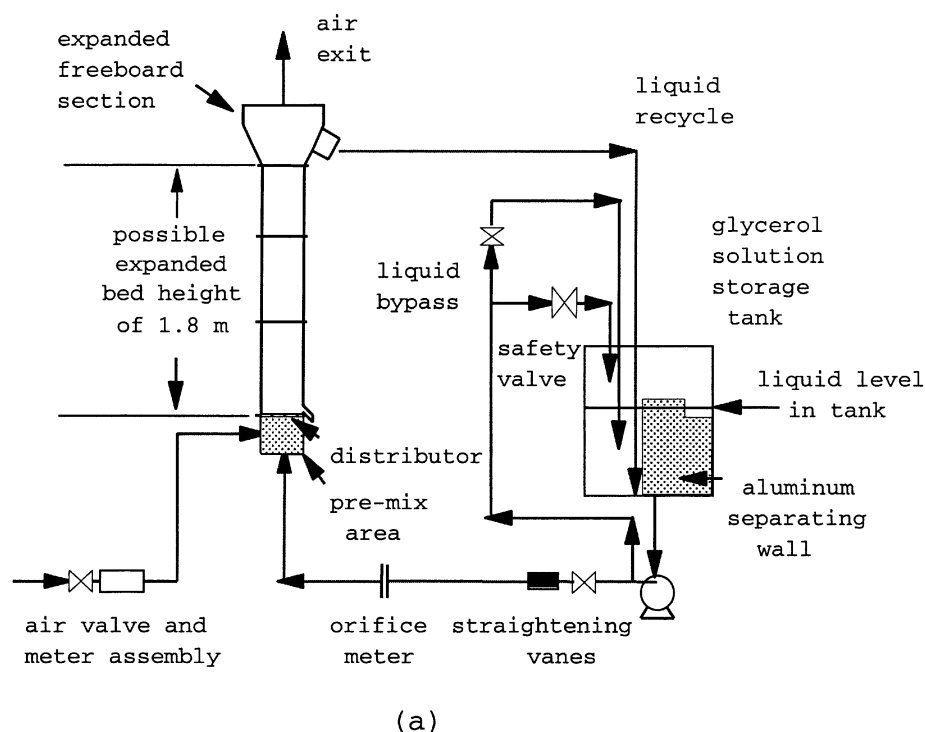 air
exit
expanded
freeboard
section
liquid
recycle
possible
expanded
bed height
of 1.8 m
liquid
bypass
glycerol
solution
storage
tank
safety
valve
liquid level
in tank
distributor
pre-mix
area
aluminum
separating
wall
air valve and
meter assembly
orifice
meter
straightening
vanes
(a)